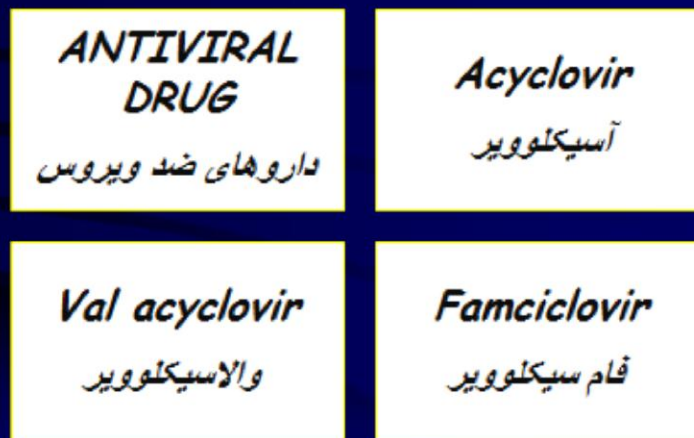 ANTIVIRAL
DRUG
داروهای ضد ویروس
Acyclovir
آسیکلوویر
Val acyclovir
والاسیکلوویر
Famciclovir
فام سیکلوویر